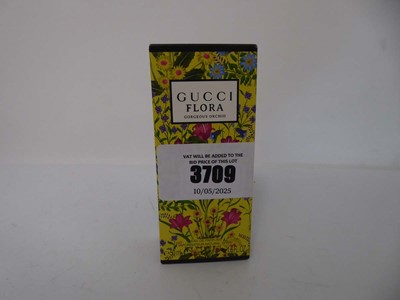 GUCCI
FLORA
GORGEOUS ORCHID
VAT WILL BE ADDED TO THE
BID PRICE OF THIS LOT
3709
10/05/2025